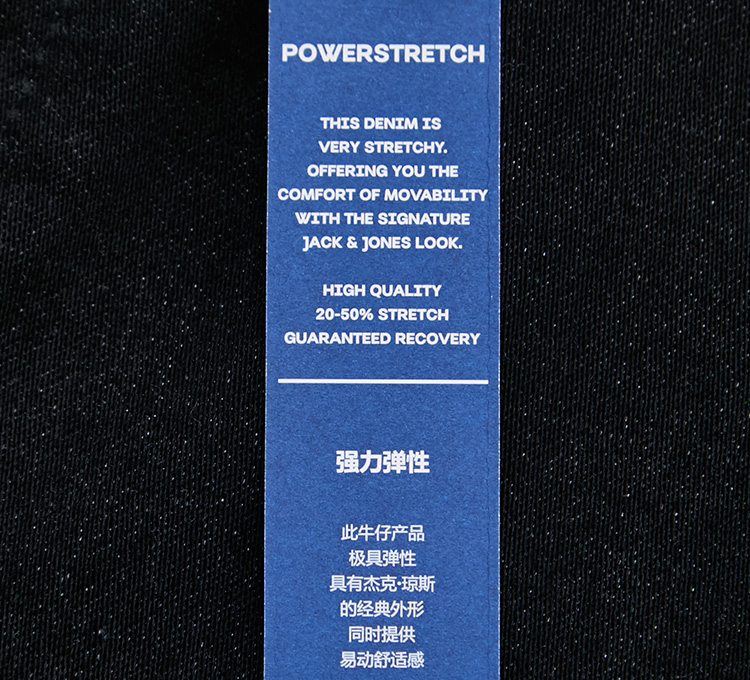 POWERSTRETCH
THIS DENIM IS
VERY STRETCHY.
OFFERING YOU THE
COMFORT OF MOVABILITY
WITH THE SIGNATURE
JACK & JONES LOOK.
HIGH QUALITY
20-50% STRETCH
GUARANTEED RECOVERY
强力弹性
此牛仔产品
极具弹性
具有杰克·琼斯
的经典外形
同时提供
易动舒适感